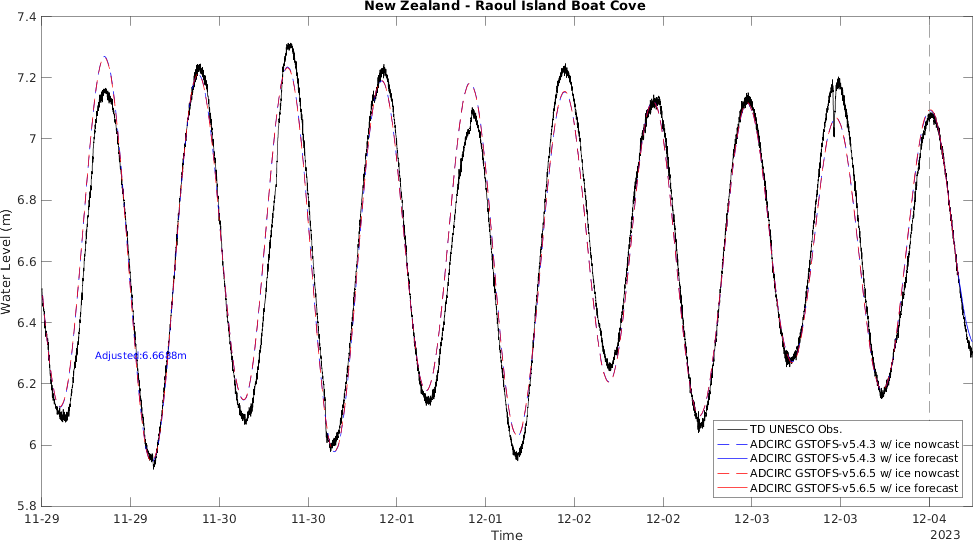 New Zealand - Raoul Island Boat Cove
7.4
7.2
7
6.8
6.6
6.4
6.2
6
5.8
Water Level (m)
Adjusted:6.6688m
TD UNESCO Obs.
ADCIRC GSTOFS-v5.4.3 w/ ice nowcast
ADCIRC GSTOFS-v5.4.3 w/ ice forecast
ADCIRC GSTOFS-v5.6.5 w/ ice nowcast
ADCIRC GSTOFS-v5.6.5 w/ ice forecast
11-29 11-29 11-30 11-30 12-01 12-01 12-02 12-02 12-03 12-03 12-04
Time
2023